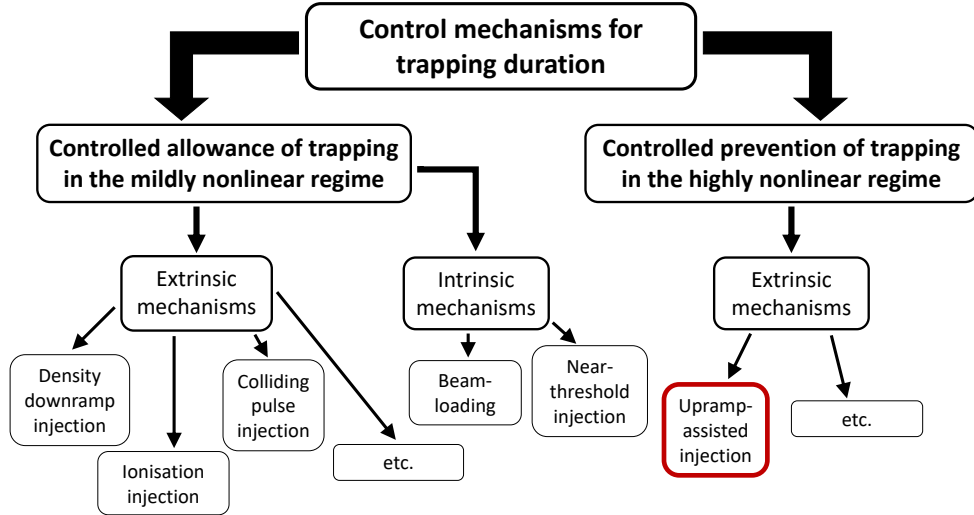 Control mechanisms for
trapping duration
Controlled allowance of trapping
in the mildly nonlinear regime
Controlled prevention of trapping
in the highly nonlinear regime
Extrinsic
mechanisms
Intrinsic
mechanisms
Extrinsic
mechanisms
Density
downramp
injection
Ionisation
injection
Colliding
pulse
injection
etc.
Beam-
loading
Near-
threshold
injection
Upramp-
assisted
injection
etc.